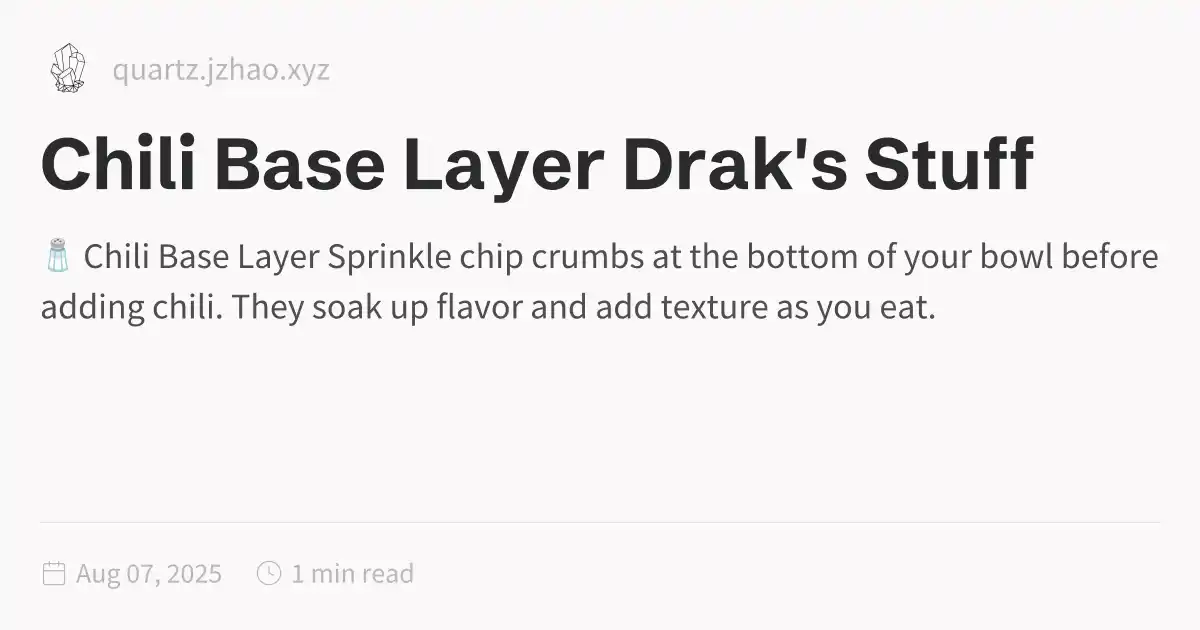 quartz.jzhao.xyz
Chili Base Layer Drak's Stuff
🧂 Chili Base Layer Sprinkle chip crumbs at the bottom of your bowl before
adding chili. They soak up flavor and add texture as you eat.
Aug 07, 2025 1 min read